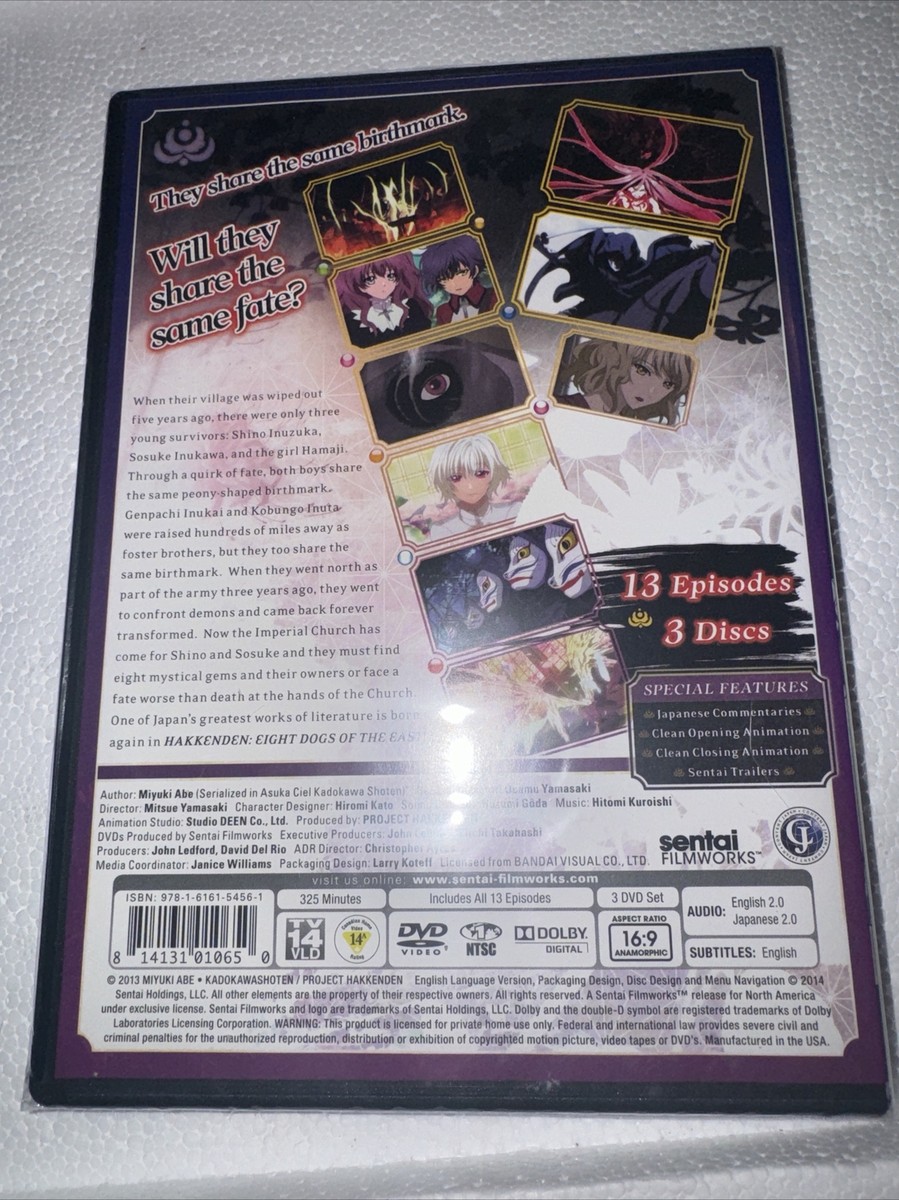 They share the same birthmark.
Will they
share the
same fate?
When their village was wiped out
five years ago, there were only three
young survivors: Shino Inuzuka,
Sosuke Inukawa, and the girl Hamaji.
Through a quirk of fate, both boys share
the same peony-shaped birthmark.
Genpachi Inukai and Kobungo Inuta
were raised hundreds of miles away as
foster brothers, but they too share the
same birthmark. When they went north as
part of the army three years ago, they went
to confront demons and came back forever
transformed. Now the Imperial Church has
come for Shino and Sosuke and they must find
eight mystical gems and their owners or face a
fate worse than death at the hands of the Church.
One of Japan's greatest works of literature is born
again in HAKKENDEN: EIGHT DOGS OF THE EAST
13 Episodes
3 Discs
SPECIAL FEATURES
Japanese Commentaries
Clean Opening Animation
Clean Closing Animation
Sentai Trailers
Author: Miyuki Abe (Serialized in Asuka Ciel Kadokawa Shoten) Osamu Yamasaki
Director: Mitsue Yamasaki Character Designer: Hiromi Kato Goda Music: Hitomi Kuroishi
Animation Studio: Studio DEEN Co., Ltd. Produced by: PROJECT
DVDs Produced by Sentai Filmworks Executive Producers: John Takahashi
Producers: John Ledford, David Del Rio ADR Director: Christopher
Media Coordinator: Janice Williams Packaging Design: Larry Koteff Licensed from BANDAI VISUAL CO., LTD.
sentai
FILMWORKS™
visit us online: www.sentai-filmworks.com
ISBN: 978-1-6161-5456-1
8 14131 01065 0
325 Minutes
Includes All 13 Episodes
3 DVD Set
TV
14
VLD
Canadian Home Video
14A
DVD
VIDEO
NTSC
DOLBY
DIGITAL
ASPECT RATIO
16:9
ANAMORPHIC
AUDIO: English 2.0
Japanese 2.0
SUBTITLES: English
© 2013 MIYUKI ABE • KADOKAWASHOTEN / PROJECT HAKKENDEN English Language Version, Packaging Design, Disc Design and Menu Navigation © 2014
Sentai Holdings, LLC. All other elements are the property of their respective owners. All rights reserved. A Sentai Filmworks™ release for North America
under exclusive license. Sentai Filmworks and logo are trademarks of Sentai Holdings, LLC. Dolby and the double-D symbol are registered trademarks of Dolby
Laboratories Licensing Corporation. WARNING: This product is licensed for private home use only. Federal and international law provides severe civil and
criminal penalties for the unauthorized reproduction, distribution or exhibition of copyrighted motion picture, video tapes or DVD's. Manufactured in the USA.